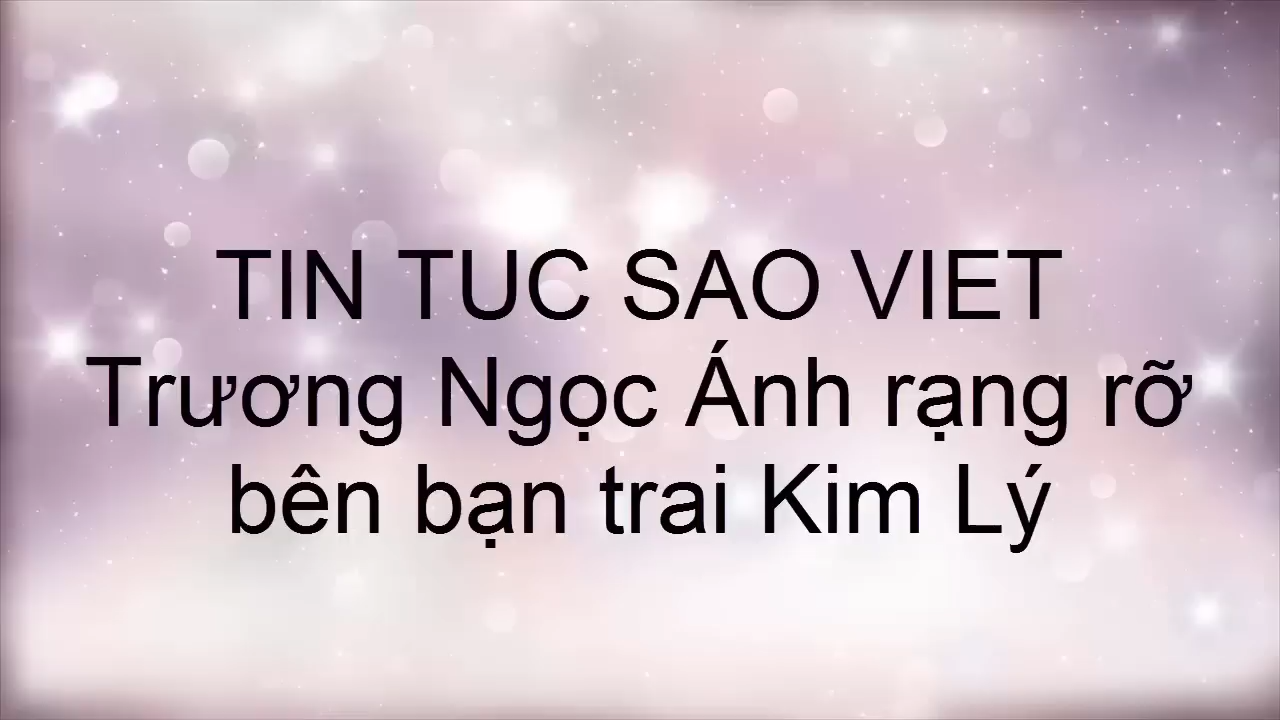 TIN TUC SAO VIET
Trương Ngọc Ánh rạng rỡ
bên bạn trai Kim Lý